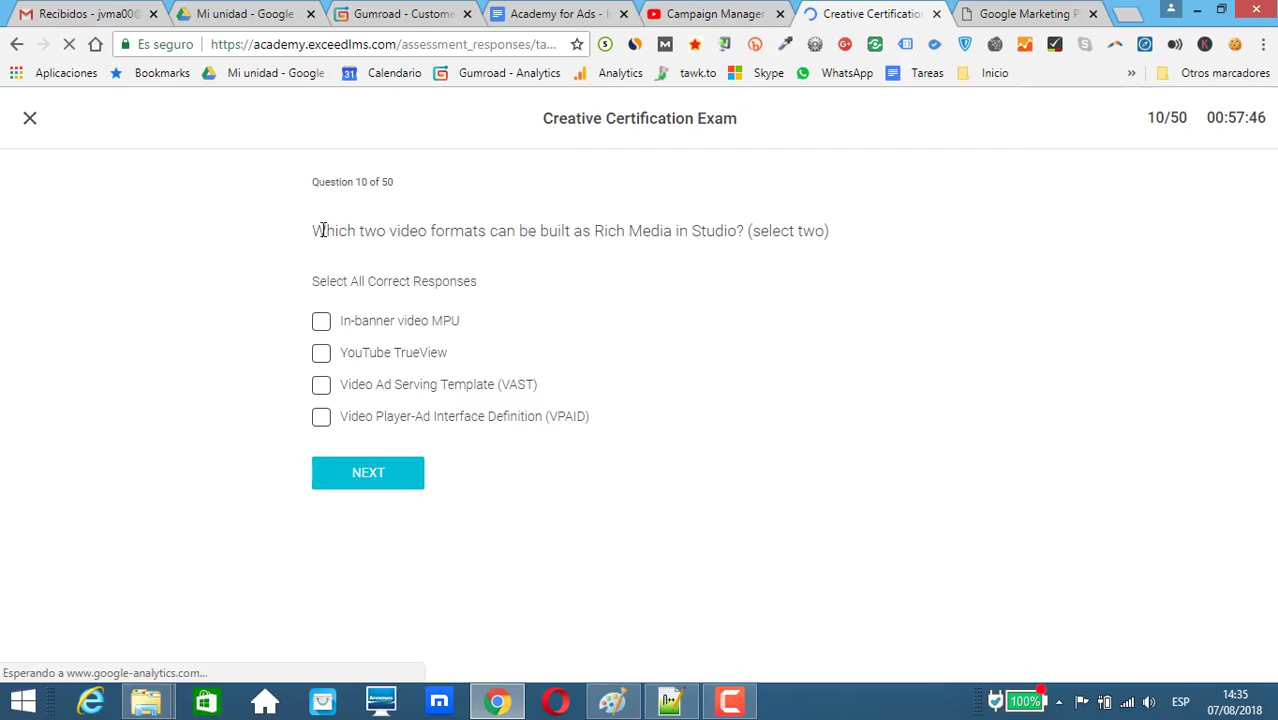 Recibidos - jvma00@
Mi unidad - Google
Gumroad - Custome
Academy for Ads - I
Campaign Manager
Creative Certification
Google Marketing P
Es seguro
https://academy.exceedlms.com/assessment_responses/ta...
Aplicaciones
Bookmark
Mi unidad - Google
Calendario
Gumroad - Analytics
Analytics
tawk.to
Skype
WhatsApp
Tareas
Inicio
»
Otros marcadores
Creative Certification Exam
10/50
00:57:46
Question 10 of 50
Which two video formats can be built as Rich Media in Studio? (select two)
Select All Correct Responses
In-banner video MPU
YouTube TrueView
Video Ad Serving Template (VAST)
Video Player-Ad Interface Definition (VPAID)
NEXT
Esperando a www.google-analytics.com...
100%
ESP
14:35
07/08/2018